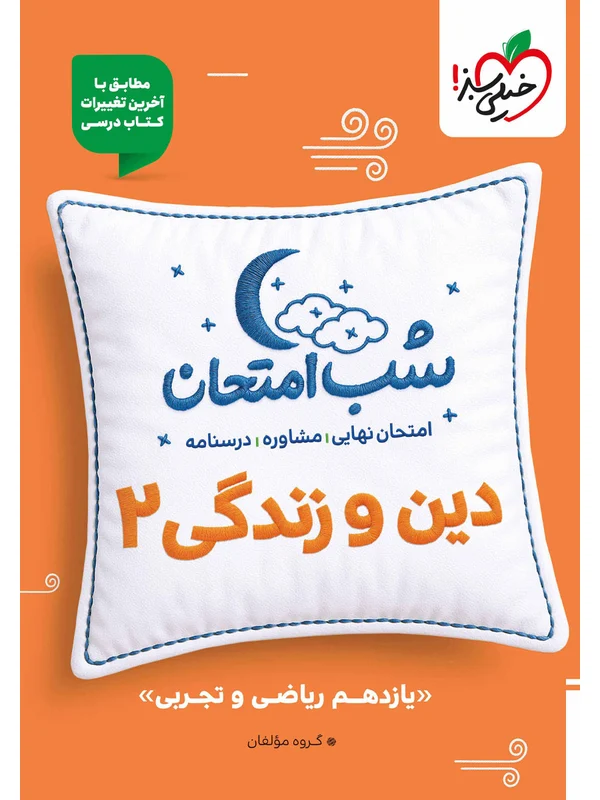 خیلی سبز!
مطابق با
آخرین تغییرات
کتاب درسی
شب امتحان
امتحان نهایی | مشاوره | درسنامه
دین و زندگی ۲
«یازدهم ریاضی و تجربی»
گروه مؤلفان